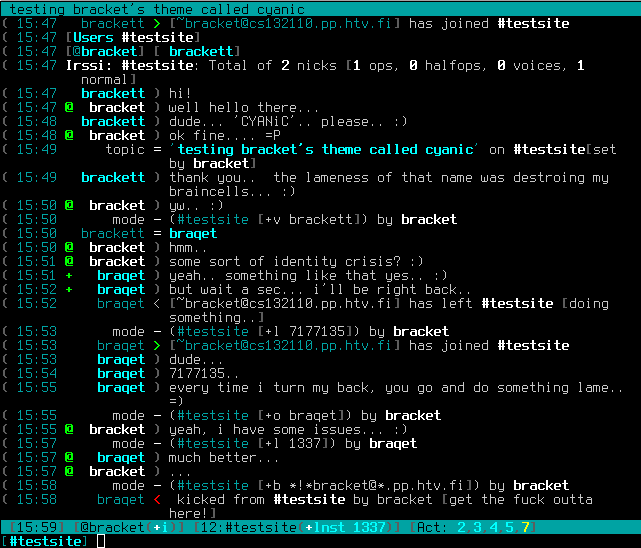 testing bracket's theme called cyanic
( 15:47   brackett > [~bracket@cs132110.pp.htv.fi] has joined #testsite
( 15:47 [Users #testsite]
( 15:47 [@bracket] [ brackett]
( 15:47 Irssi: #testsite: Total of 2 nicks [1 ops, 0 halfops, 0 voices, 1
normal]
( 15:47   brackett ) hi!
( 15:47 @  bracket ) well hello there...
( 15:48   brackett ) dude... 'CYANiC'.. please.. :)
( 15:48 @  bracket ) ok fine.... =P
( 15:49      topic = 'testing bracket's theme called cyanic' on #testsite[set
by bracket]
( 15:49   brackett ) thank you..  the lameness of that name was destroing my
braincells... :)
( 15:50 @  bracket ) yw.. :)
( 15:50       mode - (#testsite [+v brackett]) by bracket
( 15:50   brackett = braqet
( 15:50 @  bracket ) hmm..
( 15:51 @  bracket ) some sort of identity crisis? :)
( 15:51 +   braqet ) yeah.. something like that yes.. :)
( 15:52 +   braqet ) but wait a sec... i'll be right back..
( 15:52     braqet < [~bracket@cs132110.pp.htv.fi] has left #testsite [doing
something..]
( 15:53       mode - (#testsite [+l 7177135]) by bracket
( 15:53     braqet > [~bracket@cs132110.pp.htv.fi] has joined #testsite
( 15:53     braqet ) dude...
( 15:54     braqet ) 7177135..
( 15:55     braqet ) every time i turn my back, you go and do something lame..
=)
( 15:55       mode - (#testsite [+o braqet]) by bracket
( 15:55 @  bracket ) yeah, i have some issues... :)
( 15:57       mode - (#testsite [+l 1337]) by braqet
( 15:57 @   braqet ) much better...
( 15:57 @  bracket ) ...
( 15:58       mode - (#testsite [+b *!*bracket@*.pp.htv.fi]) by bracket
( 15:58     braqet <  kicked from #testsite by bracket [get the fuck outta
here!]
[15:59] [@bracket(+i)] [12:#testsite(+lnst 1337)] [Act: 2,3,4,5,7]
[#testsite]